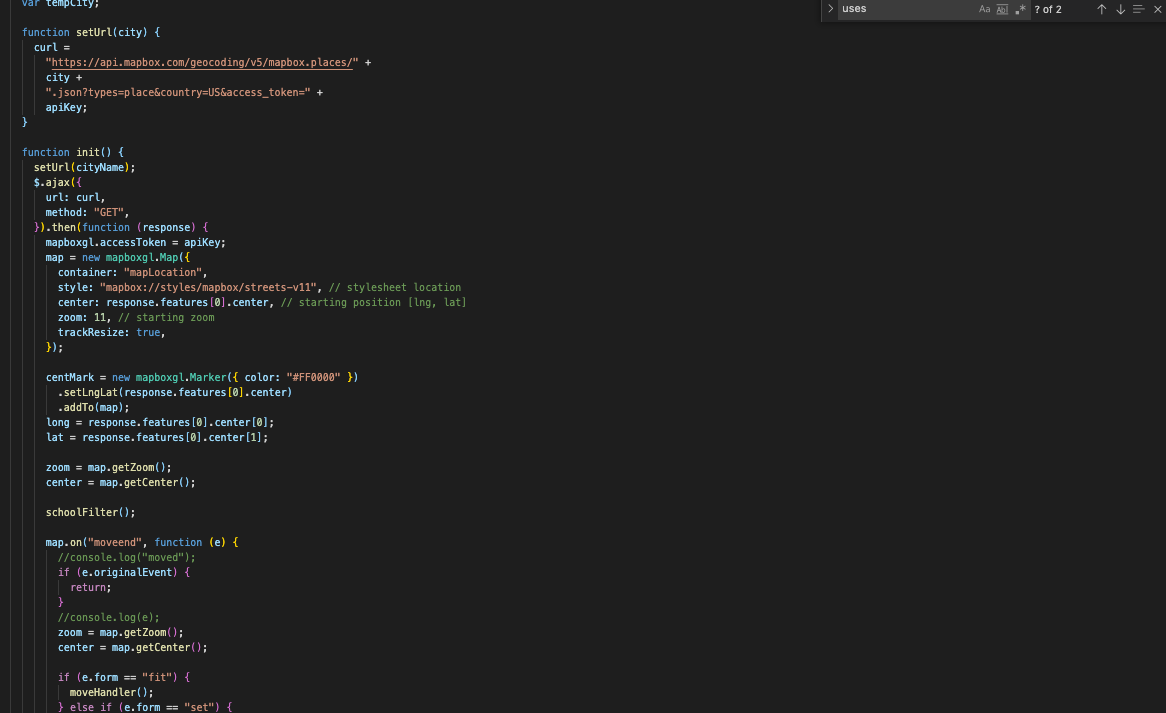 var tempCity;
uses
Aa
Ab
.*
? of 2
function setUrl(city) {
curl =
"https://api.mapbox.com/geocoding/v5/mapbox.places/" +
city +
".json?types=place&country=US&access_token=" +
apiKey;
}
function init() {
setUrl(cityName);
$.ajax({
url: curl,
method: "GET",
}).then(function (response) {
mapboxgl.accessToken = apiKey;
map = new mapboxgl.Map({
container: "mapLocation",
style: "mapbox://styles/mapbox/streets-v11", // stylesheet location
center: response.features[0].center, // starting position [lng, lat]
zoom: 11, // starting zoom
trackResize: true,
});
centMark = new mapboxgl.Marker({ color: "#FF0000" })
.setLngLat(response.features[0].center)
.addTo(map);
long = response.features[0].center[0];
lat = response.features[0].center[1];
zoom = map.getZoom();
center = map.getCenter();
schoolFilter();
map.on("moveend", function (e) {
//console.log("moved");
if (e.originalEvent) {
return;
}
//console.log(e);
zoom = map.getZoom();
center = map.getCenter();
if (e.form == "fit") {
moveHandler();
} else if (e.form == "set") {